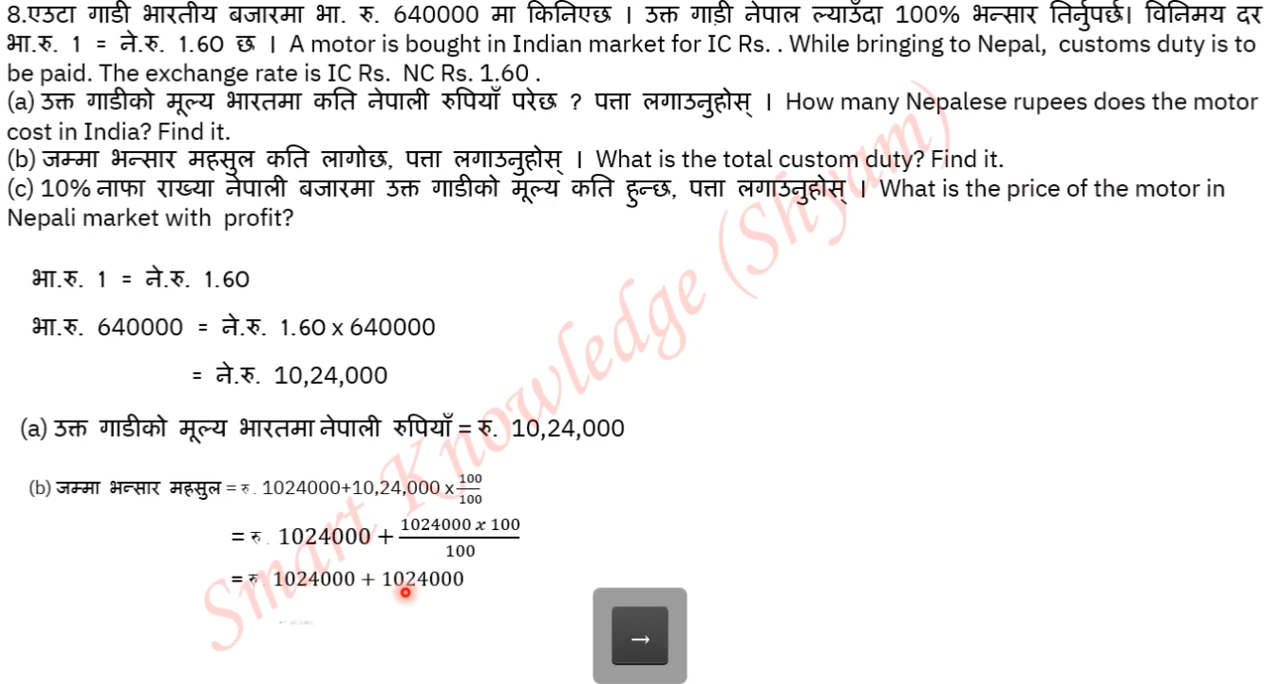 8.एउटा गाडी भारतीय बजारमा भा. रु. 640000 मा किनिएछ । उक्त गाड़ी नेपाल ल्याउँदा 100% भन्सार तिर्नुपर्छ। विनिमय दर
भा.रु. 1 = ने.रु. 1.60 छ । A motor is bought in Indian market for IC Rs. . While bringing to Nepal, customs duty is to
be paid. The exchange rate is IC Rs. NC Rs. 1.60 .
(a) उक्त गाडीको मूल्य भारतमा कति नेपाली रुपियाँ परेछ ? पत्ता लगाउनुहोस् । How many Nepalese rupees does the motor
cost in India? Find it.
(b) जम्मा भन्सार महसुल कति लागोछ, पत्ता लगाउनुहोस् । What is the total custom duty? Find it.
(c) 10% नाफा राख्या नेपाली बजारमा उक्त गाडीको मूल्य कति हुन्छ, पत्ता लगाउनुहोस् । What is the price of the motor in
Nepali market with profit?
भा.रु. 1 = ने.रु. 1.60
भा.रु. 640000 = ने.रु. 1.60 x 640000
= ने.रु. 10,24,000
(a) उक्त गाडीको मूल्य भारतमा नेपाली रुपियाँ = रु. 10,24,000
(b) जम्मा भन्सार महसुल = रु. 1024000+10,24,000 x 100/100
= रु. 1024000 + 1024000 x 100/100
= रु. 1024000 + 1024000
Smart Knowledge (Shyam)